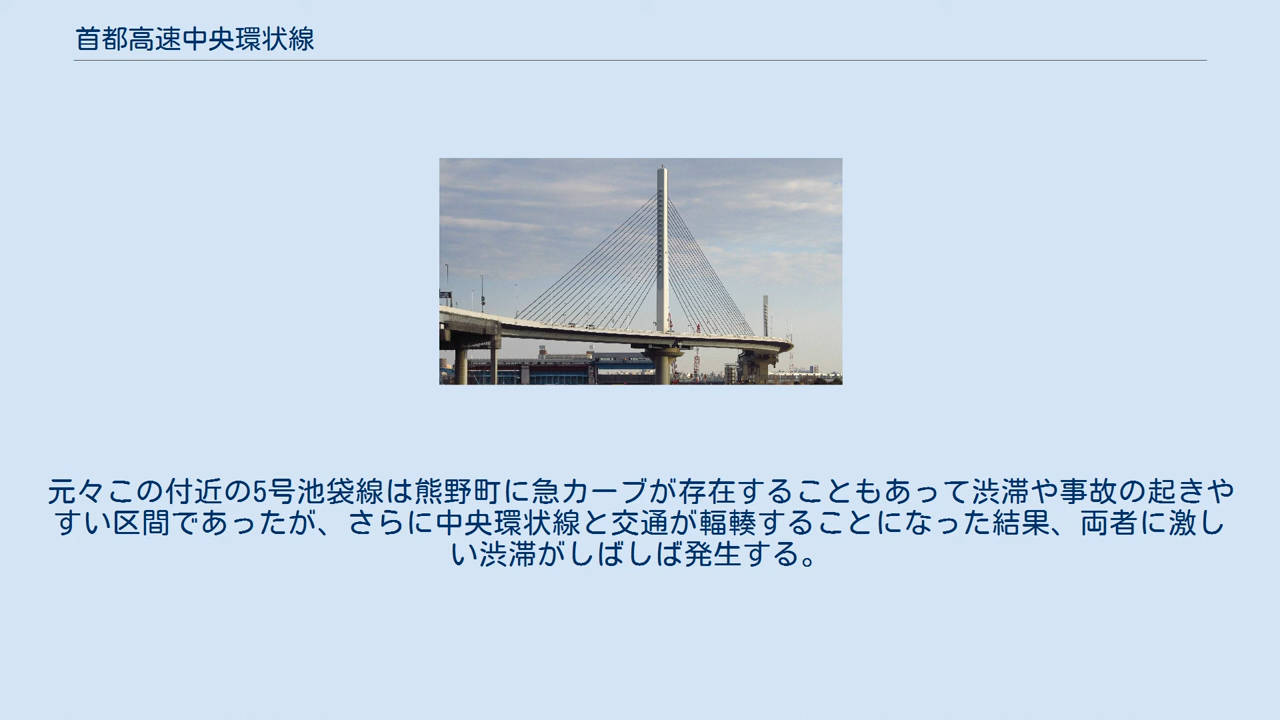 首都高速中央環状線
元々この付近の5号池袋線は熊野町に急カーブが存在することもあって渋滞や事故の起きや
すい区間であったが、さらに中央環状線と交通が輻輳することになった結果、両者に激し
い渋滞がしばしば発生する。